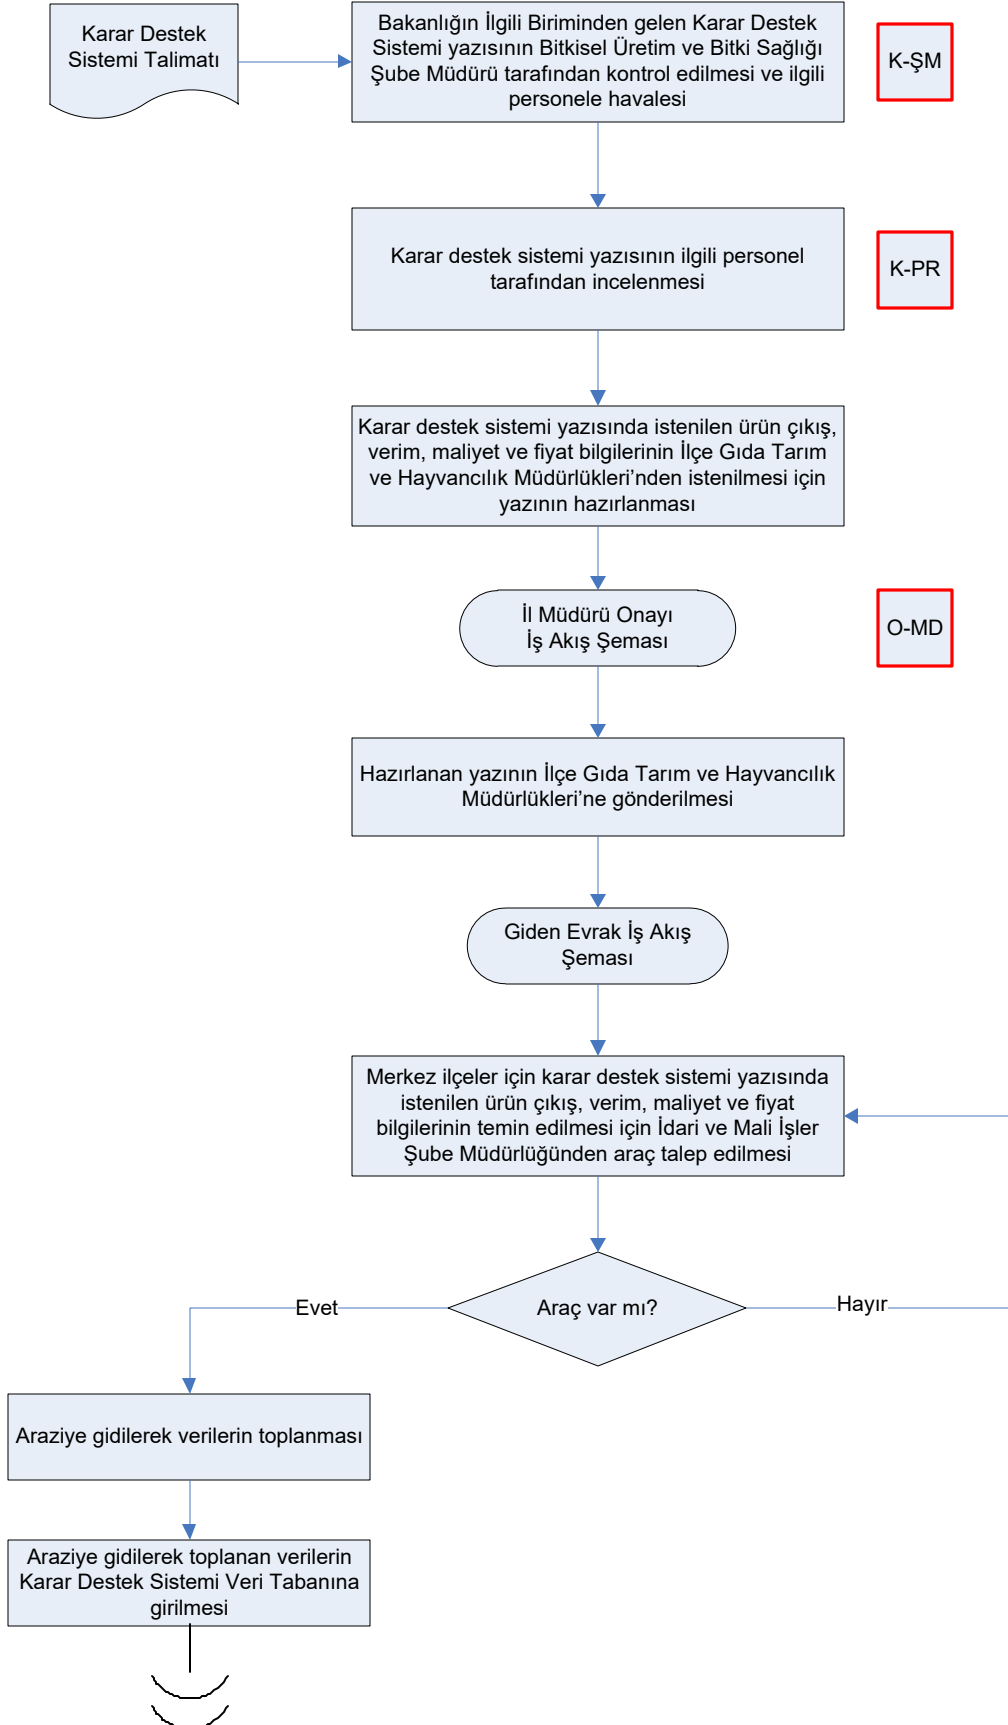 Karar Destek
Sistemi Talimatı
Bakanlığın İlgili Biriminden gelen Karar Destek
Sistemi yazısının Bitkisel Üretim ve Bitki Sağlığı
Şube Müdürü tarafından kontrol edilmesi ve ilgili
personele havalesi
K-ŞM
Karar destek sistemi yazısının ilgili personel
tarafından incelenmesi
K-PR
Karar destek sistemi yazısında istenilen ürün çıkış,
verim, maliyet ve fiyat bilgilerinin İlçe Gıda Tarım
ve Hayvancılık Müdürlükleri’nden istenilmesi için
yazının hazırlanması
İl Müdürü Onayı
İş Akış Şeması
O-MD
Hazırlanan yazının İlçe Gıda Tarım ve Hayvancılık
Müdürlükleri’ne gönderilmesi
Giden Evrak İş Akış
Şeması
Merkez ilçeler için karar destek sistemi yazısında
istenilen ürün çıkış, verim, maliyet ve fiyat
bilgilerinin temin edilmesi için İdari ve Mali İşler
Şube Müdürlüğünden araç talep edilmesi
Evet
Araç var mı?
Hayır
Araziye gidilerek verilerin toplanması
Araziye gidilerek toplanan verilerin
Karar Destek Sistemi Veri Tabanına
girilmesi